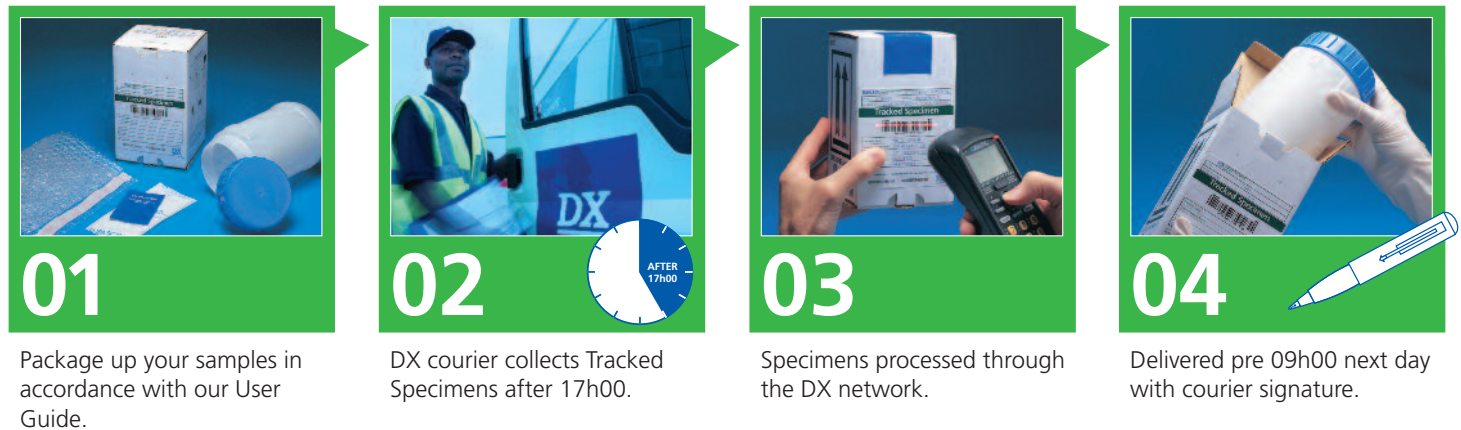 Tracked Specimen
DX
Tracked Specimen
Tracked Specimen
01
02
AFTER
17h00
03
04
Package up your samples in
accordance with our User
Guide.
DX courier collects Tracked
Specimens after 17h00.
Specimens processed through
the DX network.
Delivered pre 09h00 next day
with courier signature.